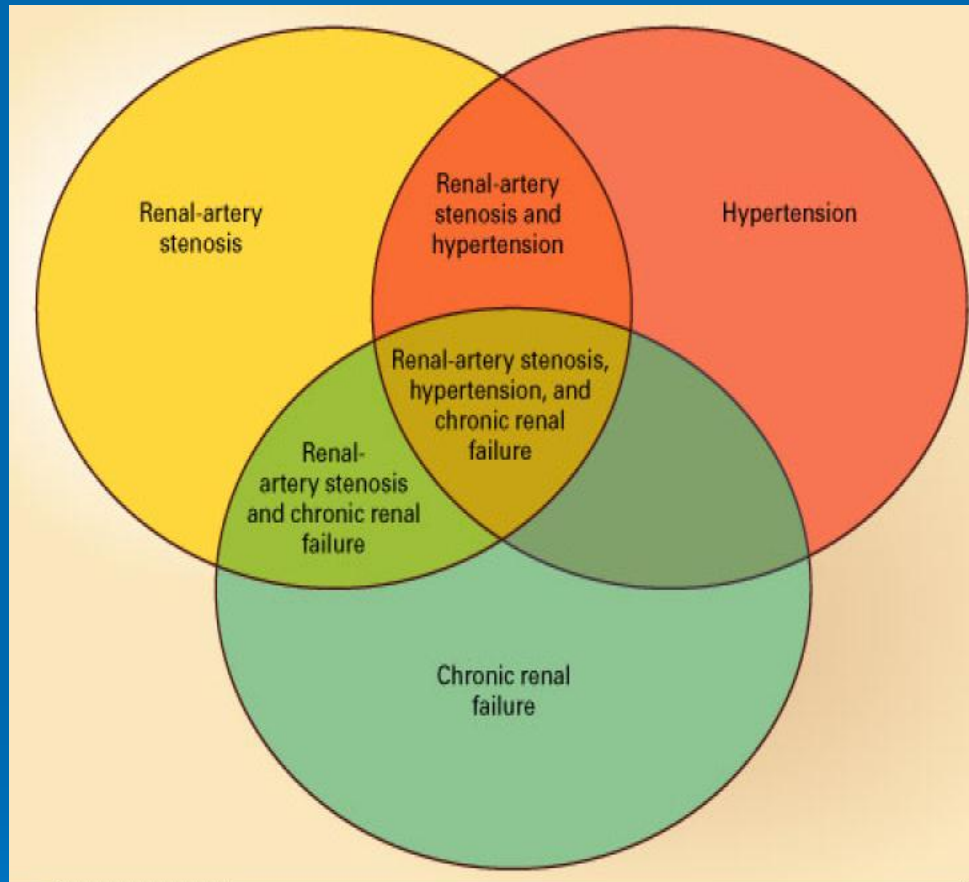 Renal-artery
stenosis
Renal-artery
stenosis and
hypertension
Hypertension
Renal-artery stenosis,
hypertension, and
chronic renal
failure
Renal-
artery stenosis
and chronic renal
failure
Chronic renal
failure